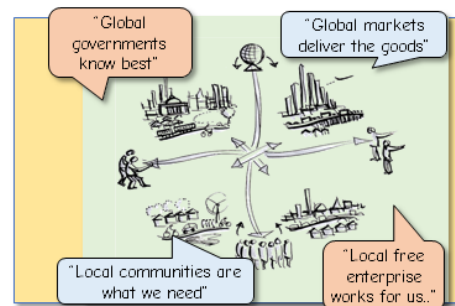 "Global
governments
know best"
"Global markets
deliver the goods"
"Local communities are
what we need"
"Local free
enterprise
works for us.."